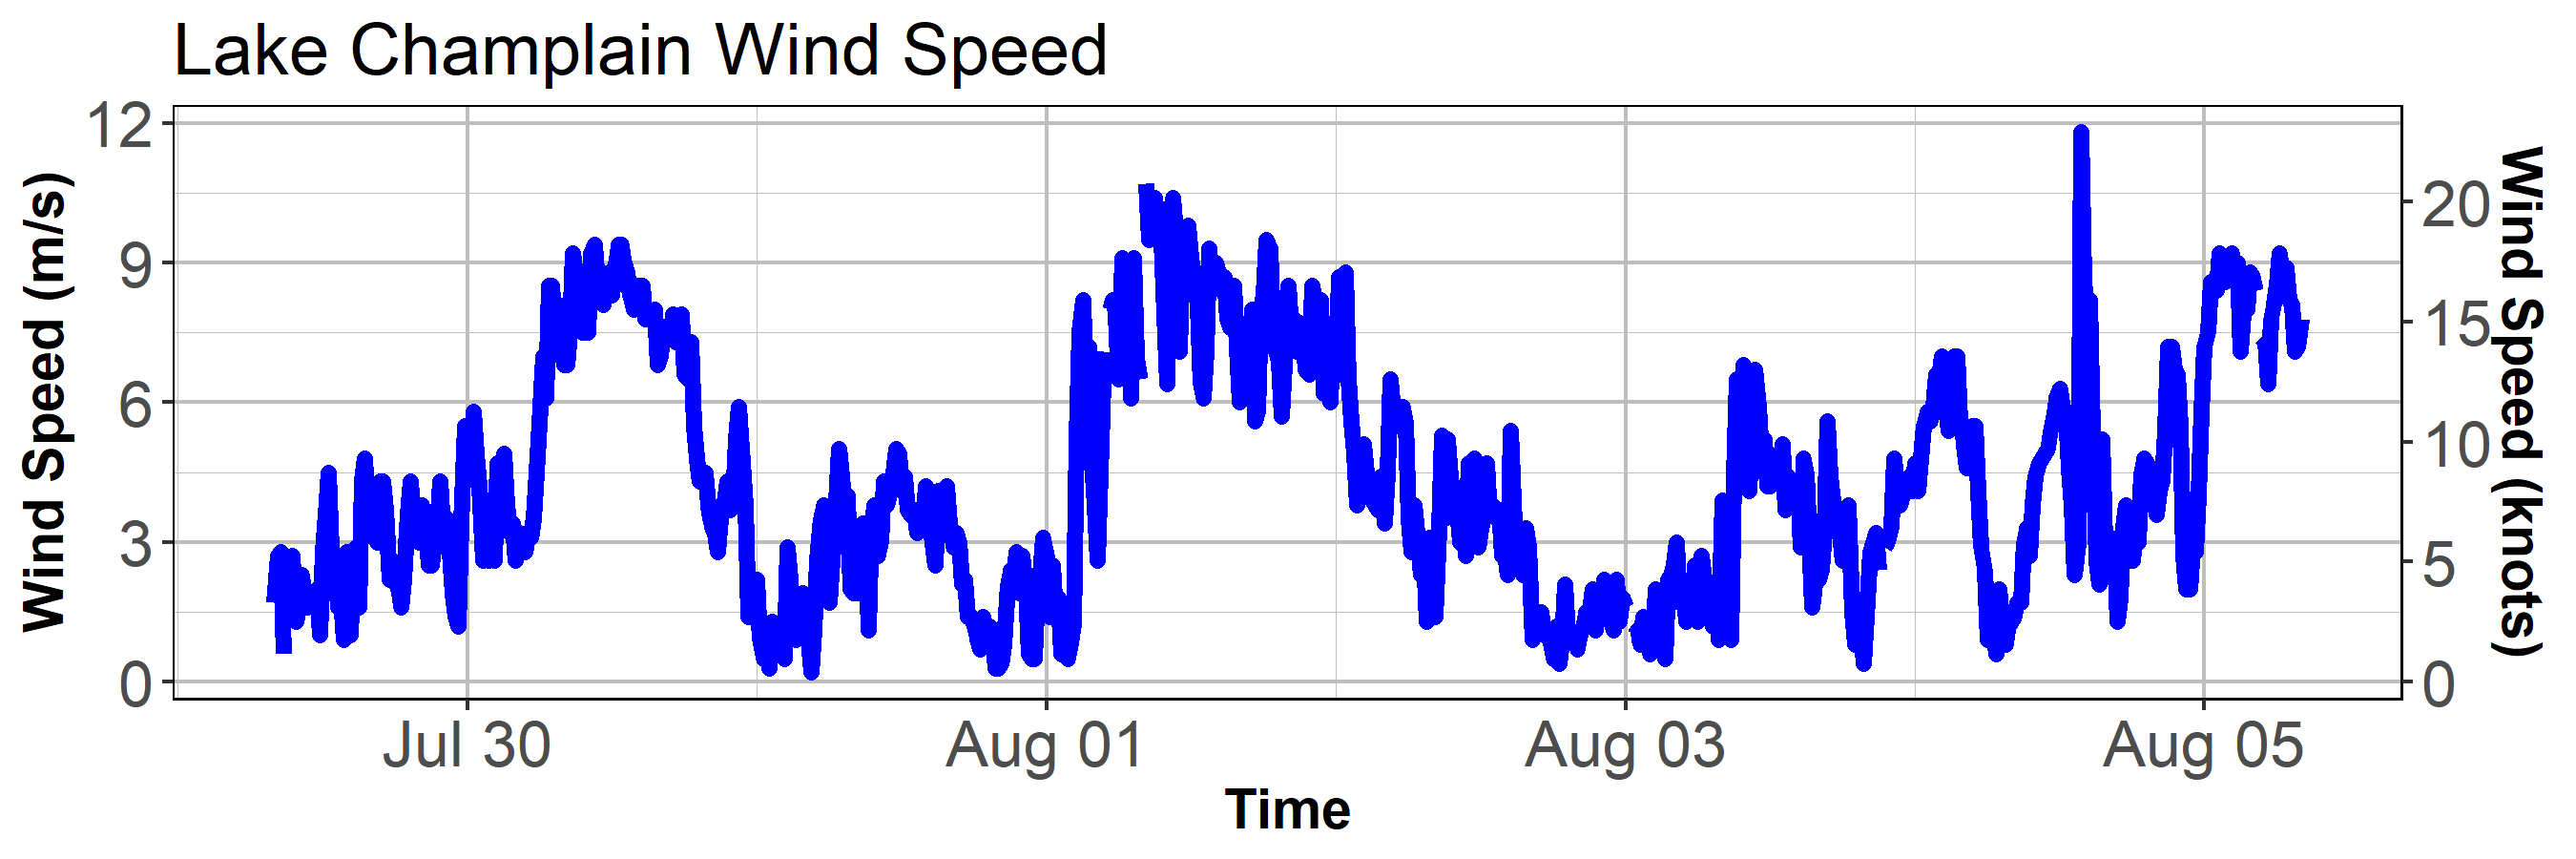 Lake Champlain Wind Speed
Wind Speed (m/s)
12
9
6
3
0
20
15
10
5
0
Wind Speed (knots)
Jul 30
Aug 01
Aug 03
Aug 05
Time